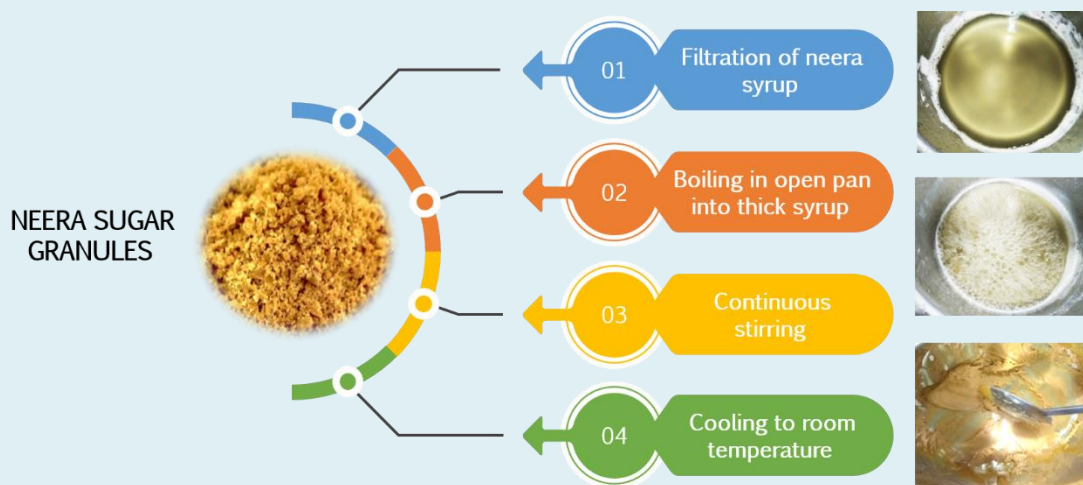 NEERA SUGAR
GRANULES
01
Filtration of neera
syrup
02
Boiling in open pan
into thick syrup
03
Continuous
stirring
04
Cooling to room
temperature